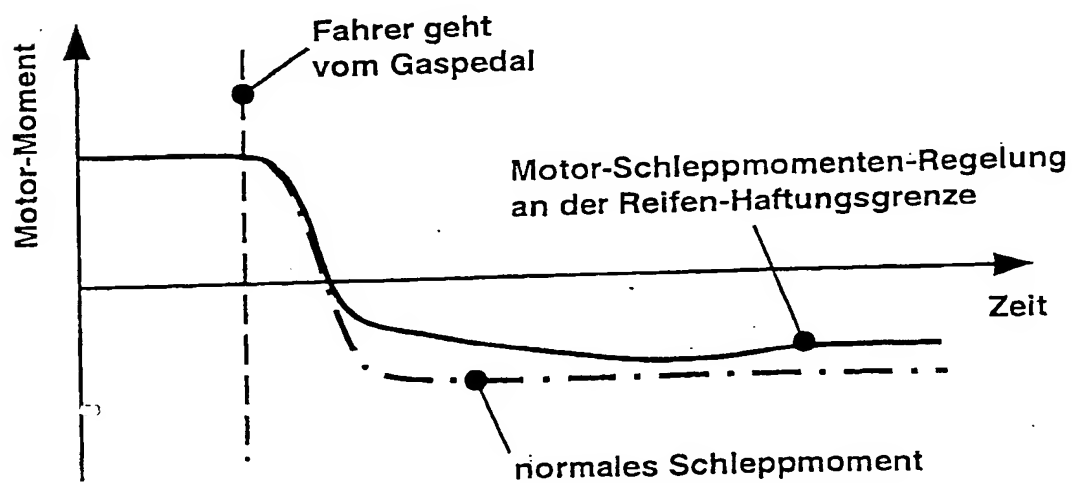 Fahrer geht
vom Gaspedal
Motor-Moment
Motor-Schleppmomenten-Regelung
an der Reifen-Haftungsgrenze
Zeit
normales Schleppmoment